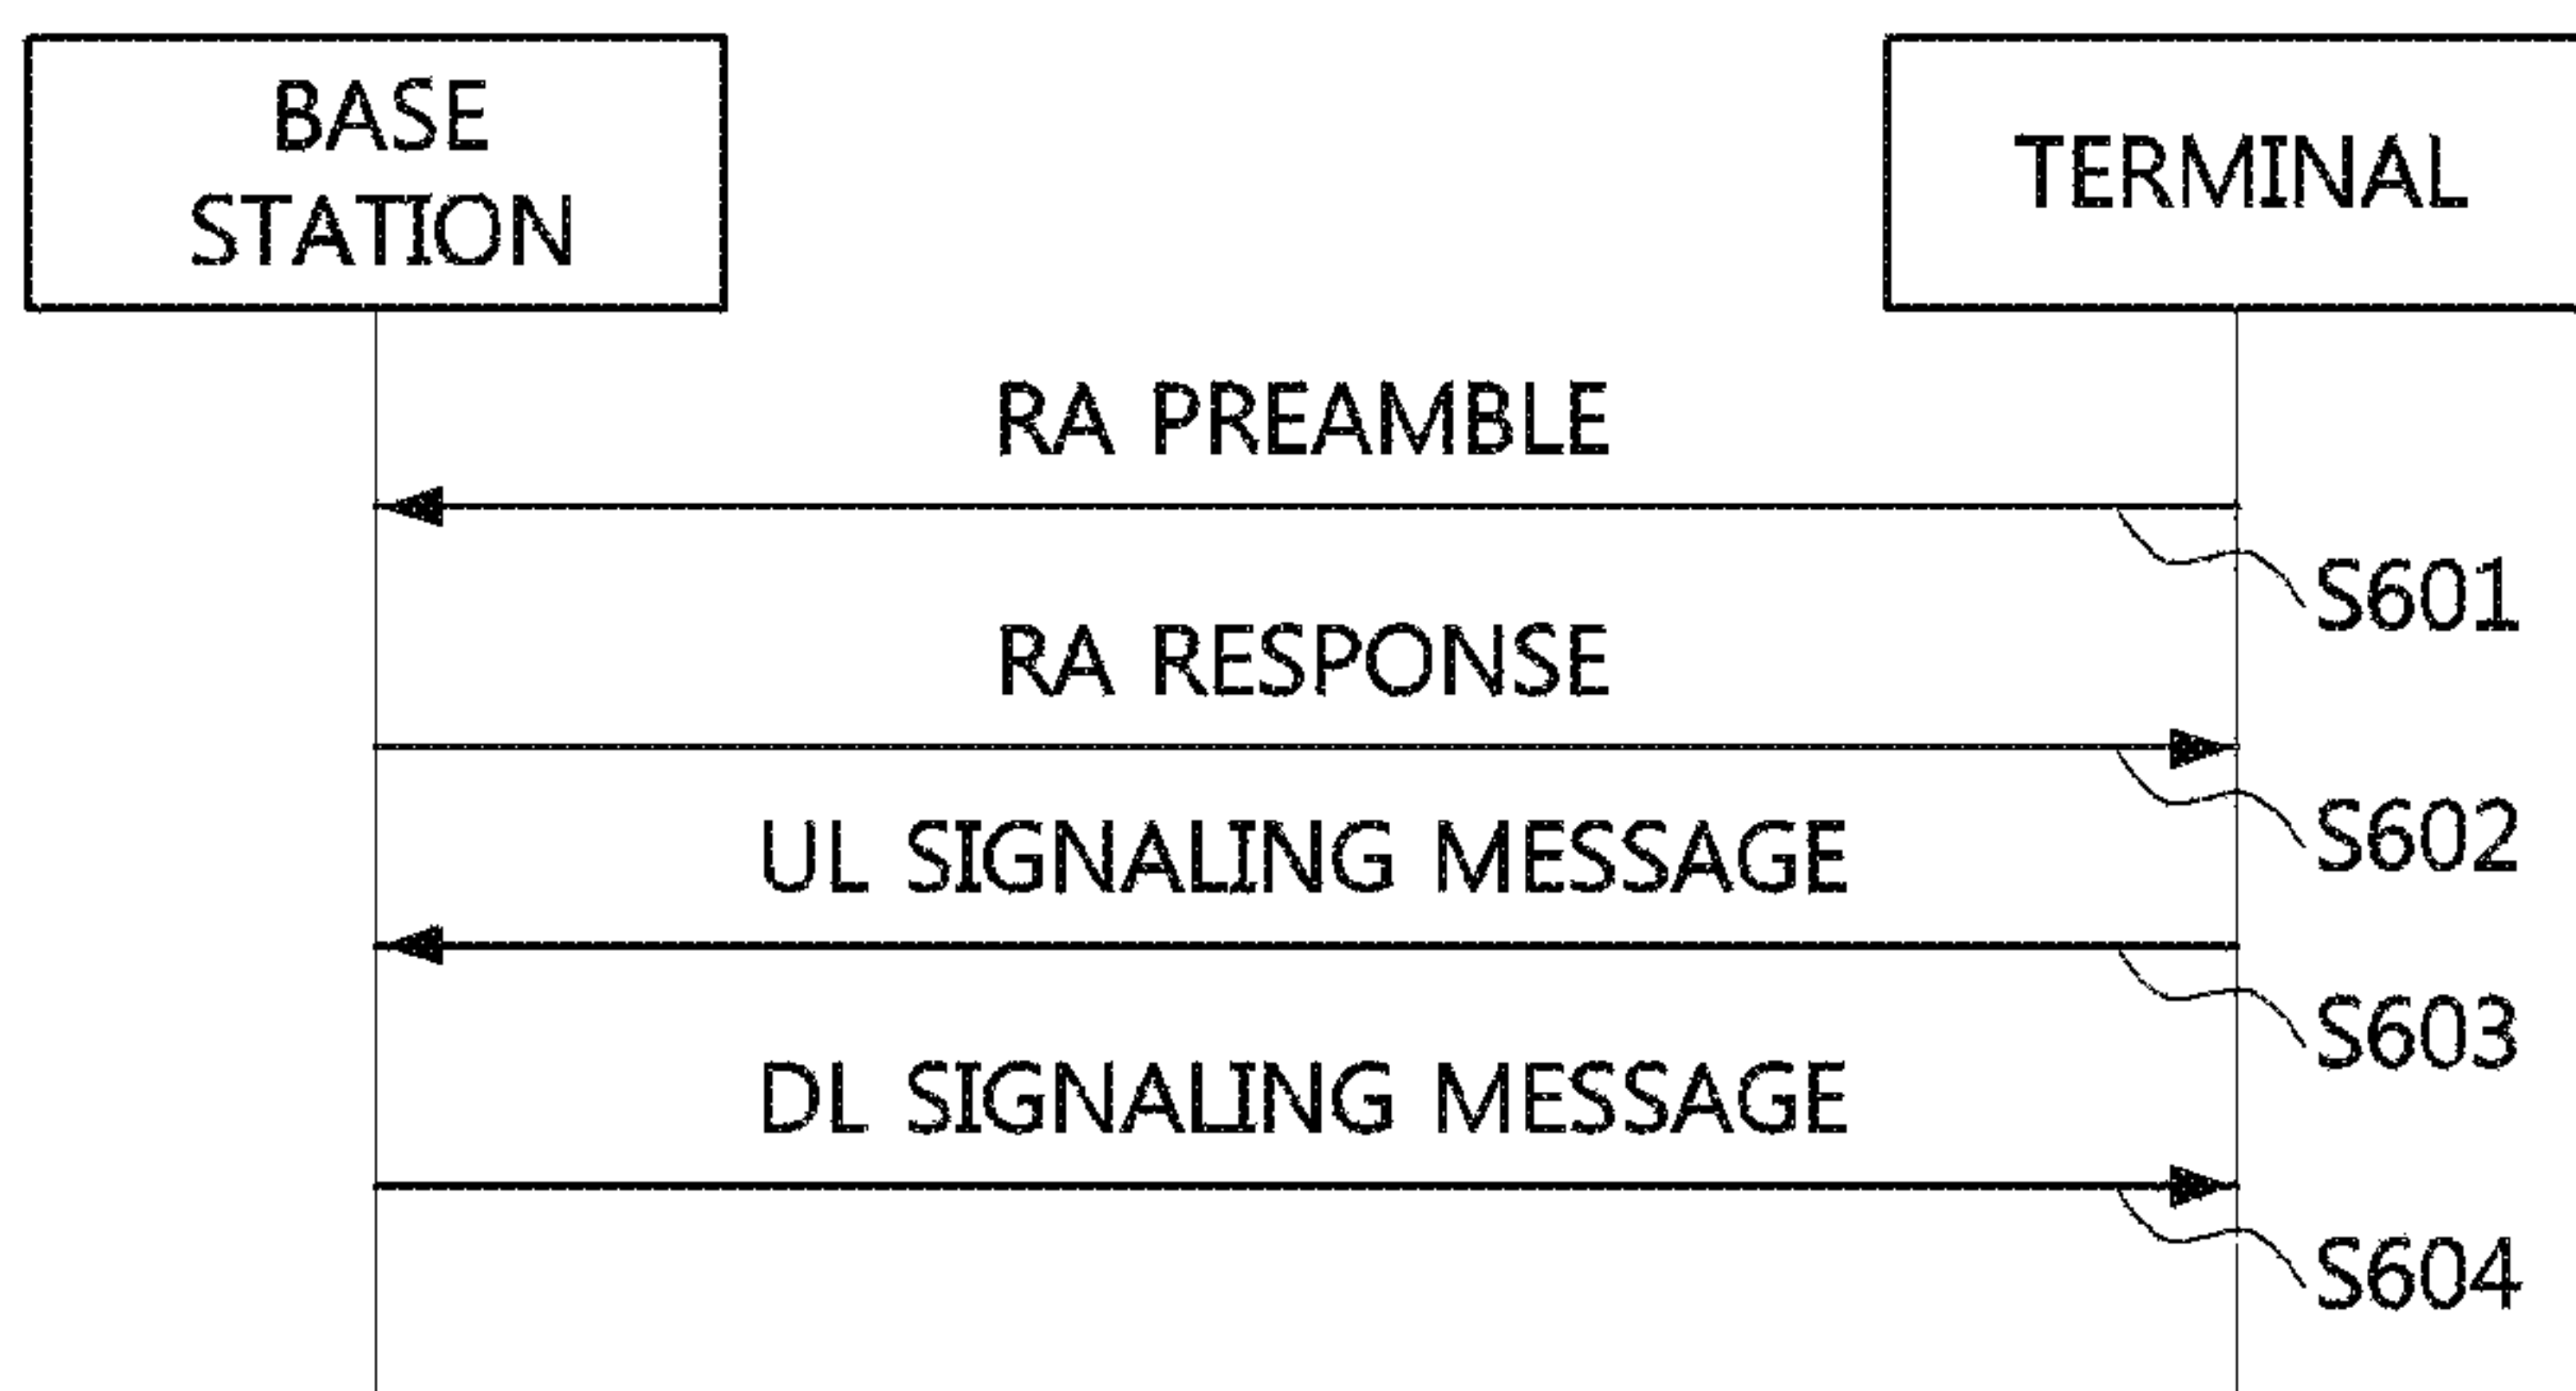 BASE
STATION
TERMINAL
RA PREAMBLE
S601
RA RESPONSE
S602
UL SIGNALING MESSAGE
S603
DL SIGNALING MESSAGE
S604